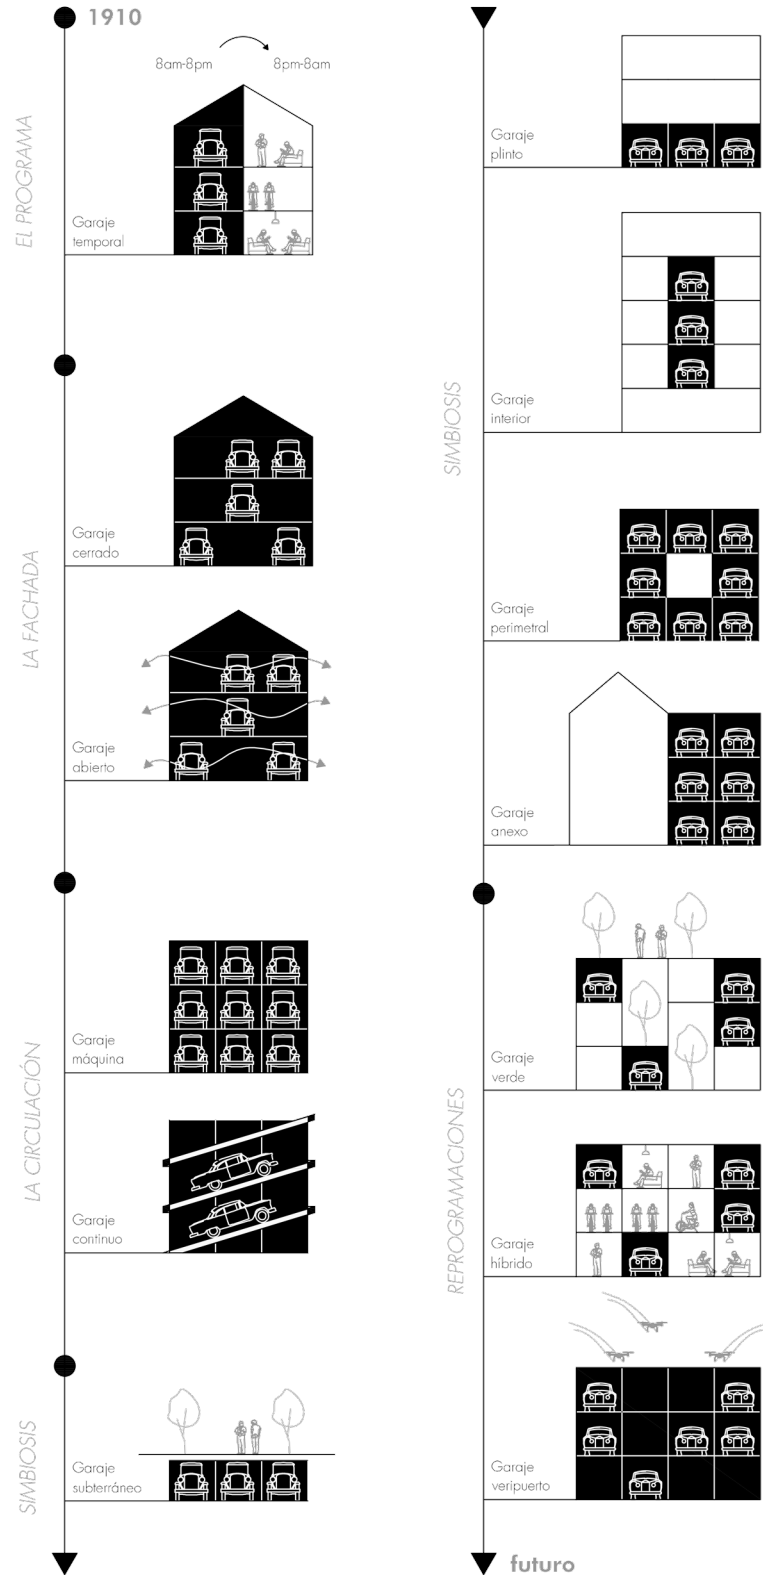 1910
8am-8pm
8pm-8am
EL PROGRAMA
Garaje
temporal
LA FACHADA
Garaje
cerrado
Garaje
abierto
LA CIRCULACIÓN
Garaje
máquina
Garaje
continuo
SIMBIOSIS
Garaje
subterráneo
SIMBIOSIS
Garaje
plinto
Garaje
interior
Garaje
perimetral
Garaje
anexo
REPROGRAMACIONES
Garaje
verde
Garaje
híbrido
Garaje
veripuerto
futuro